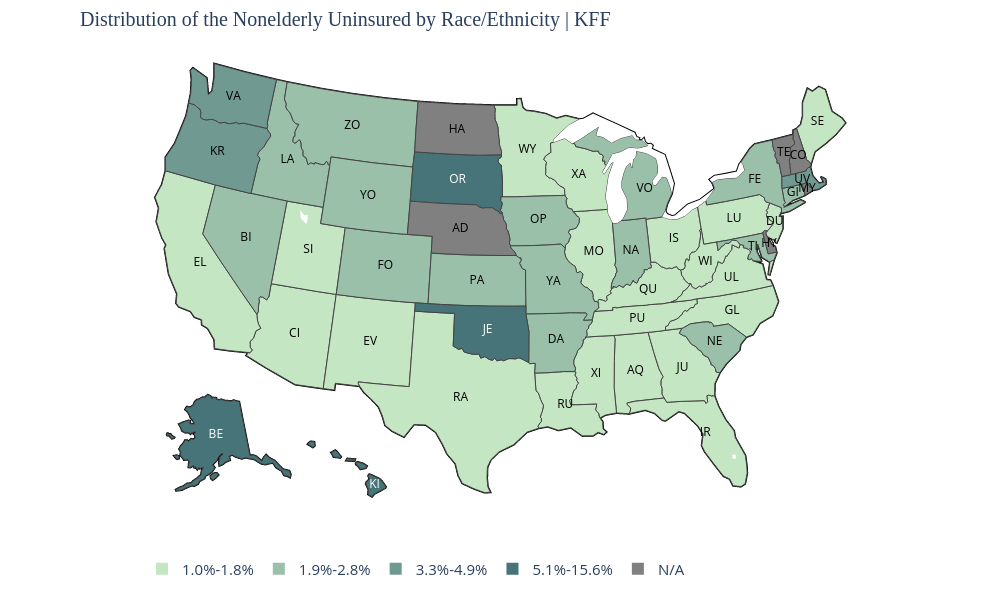 Distribution of the Nonelderly Uninsured by Race/Ethnicity | KFF
VA
ZO
HA
SE
KR
LA
WY
TE
CO
OR
XA
FE
UV
YO
VO
GI
MY
OP
LU
DU
BI
AD
IS
SI
NA
TI
EL
FO
MO
WI
PA
YA
QU
UL
CI
EV
JE
PU
GL
DA
NE
XI
AQ
JU
RA
RU
IR
BE
KI
1.0%-1.8%
1.9%-2.8%
3.3%-4.9%
5.1%-15.6%
N/A